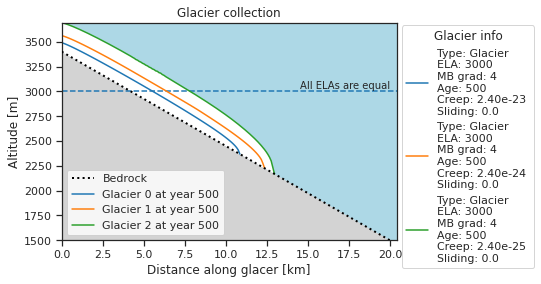 Glacier collection
3500
3250
3000
2750
2500
2250
2000
1750
1500
Altitude [m]
All ELAs are equal
Bedrock
Glacier 0 at year 500
Glacier 1 at year 500
Glacier 2 at year 500
0.0 2.5 5.0 7.5 10.0 12.5 15.0 17.5 20.0
Distance along glacer [km]
Glacier info
Type: Glacier
ELA: 3000
MB grad: 4
Age: 500
Creep: 2.40e-23
Sliding: 0.0
Type: Glacier
ELA: 3000
MB grad: 4
Age: 500
Creep: 2.40e-24
Sliding: 0.0
Type: Glacier
ELA: 3000
MB grad: 4
Age: 500
Creep: 2.40e-25
Sliding: 0.0